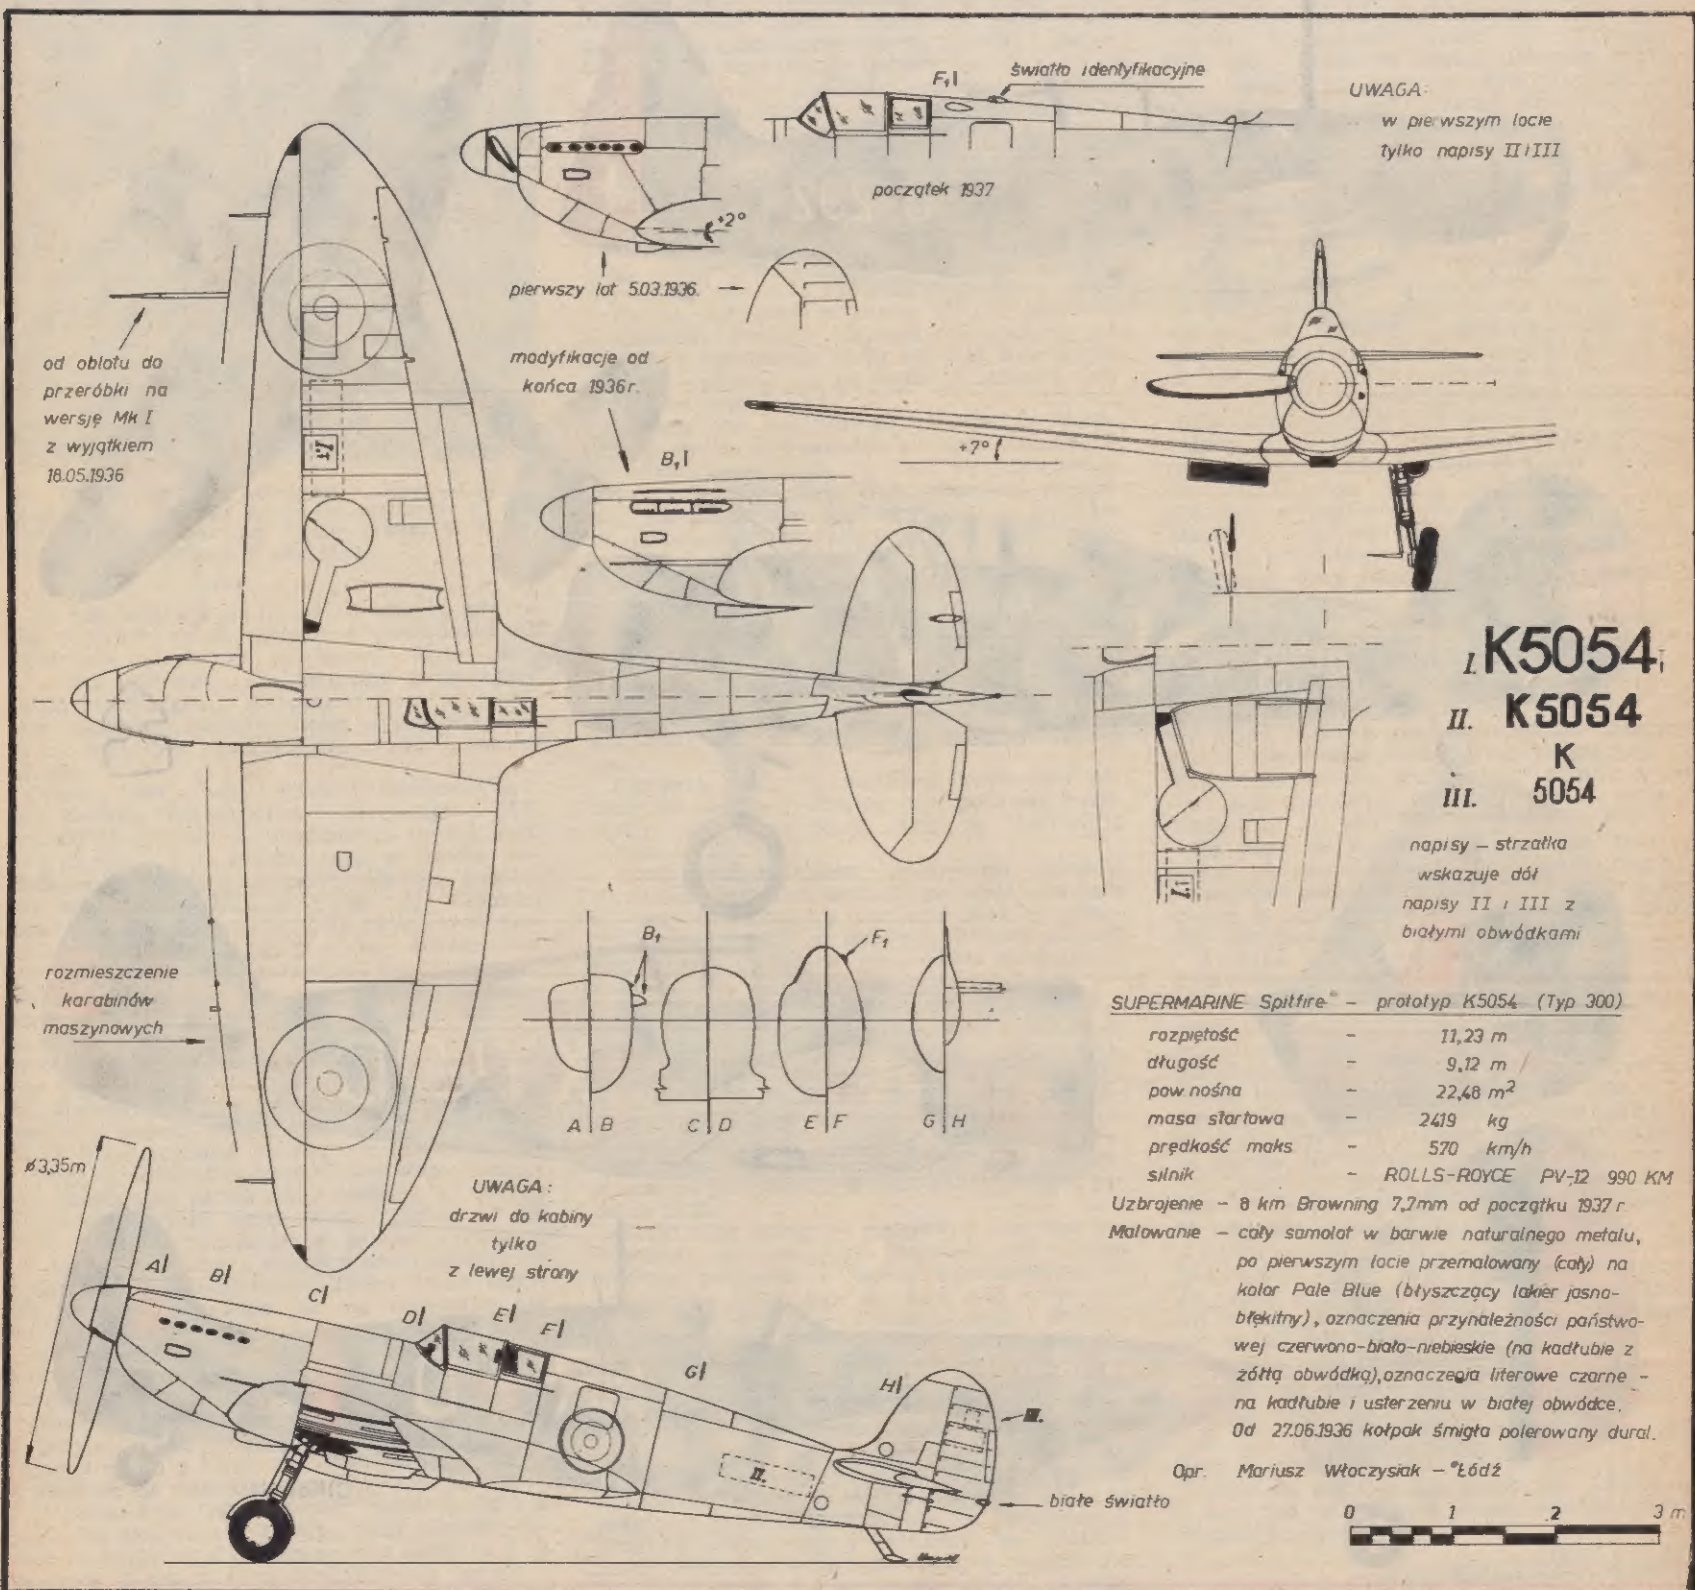 F₁|
światło identyfikacyjne
początek 1937
UWAGA:
w pierwszym locie
tylko napisy II i III
+2°
pierwszy lot 5.03.1936.
od oblotu do
przeróbki na
wersję Mk I
z wyjątkiem
18.05.1936
modyfikacje od
końca 1936r.
B₁|
+7°
I. K5054
II. K5054
K
III. 5054
napisy – strzałka
wskazuje dół
napisy II i III z
białymi obwódkami
I.↑
I.↑
rozmieszczenie
karabinów
maszynowych
B₁
F₁
A|B
C|D
E|F
G|H
SUPERMARINE Spitfire – prototyp K5054 (Typ 300)
rozpiętość – 11,23 m
długość – 9,12 m
pow. nośna – 22,48 m²
masa startowa – 2419 kg
prędkość maks – 570 km/h
silnik – ROLLS-ROYCE PV-12 990 KM
Uzbrojenie – 8 km Browning 7,7mm od początku 1937 r
Malowanie – cały samolot w barwie naturalnego metalu,
po pierwszym locie przemalowany (cały) na
kolor Pale Blue (błyszczący lakier jasno-
błękitny), oznaczenia przynależności państwo-
wej czerwono-biało-niebieskie (na kadłubie z
żółtą obwódką), oznaczenia literowe czarne –
na kadłubie i usterzeniu w białej obwódce.
Od 27.06.1936 kołpak śmigła polerowany dural.
Opr. Mariusz Włoczysiak – Łódź
0 1 2 3 m
ø3,35m
UWAGA:
drzwi do kabiny
tylko
z lewej strony
A|
B|
C|
D|
E|
F|
G|
H|
II.
III.
białe światło